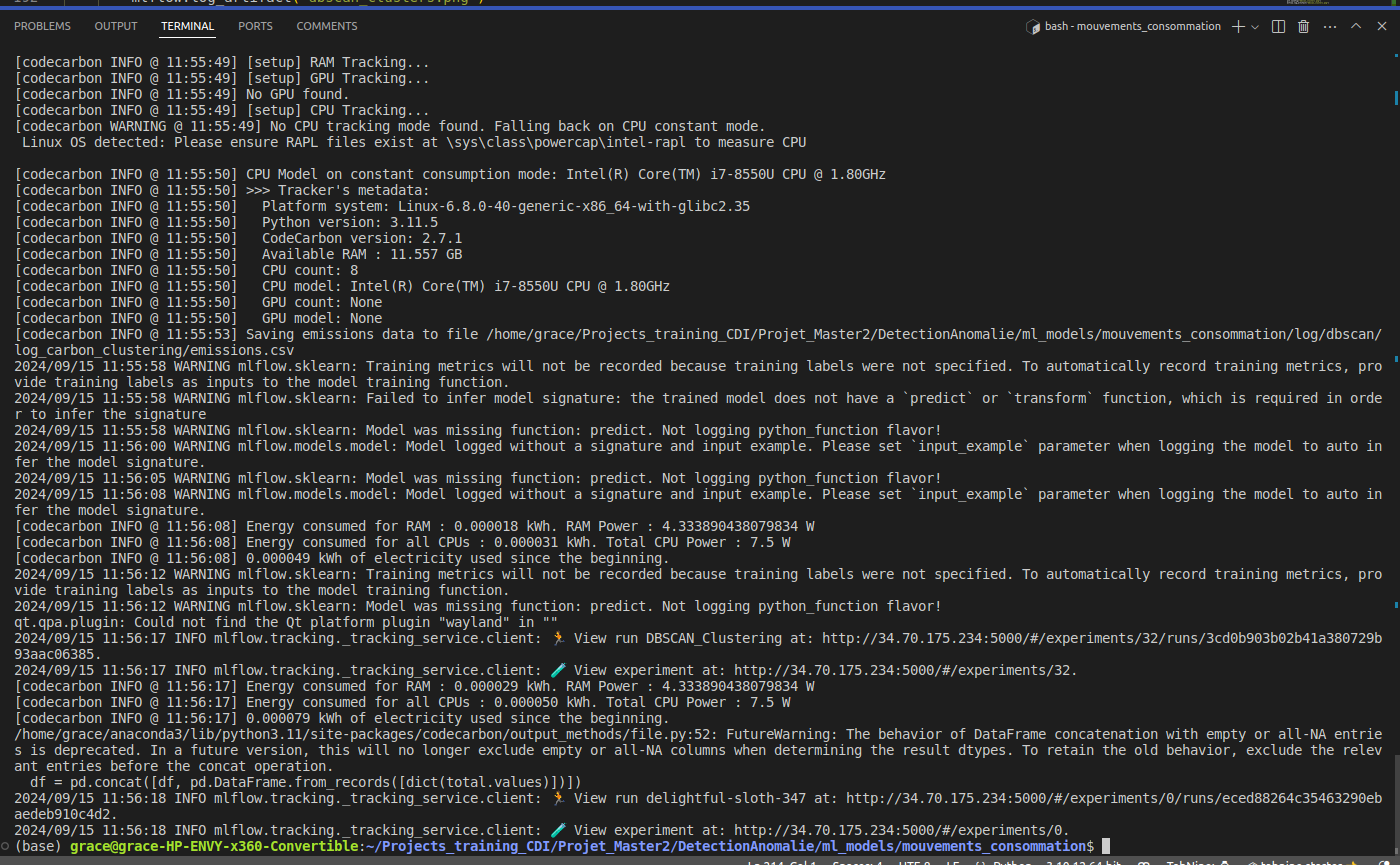 PROBLEMS OUTPUT TERMINAL PORTS COMMENTS bash - mouvements_consommation
[codecarbon INFO @ 11:55:49] [setup] RAM Tracking...
[codecarbon INFO @ 11:55:49] [setup] GPU Tracking...
[codecarbon INFO @ 11:55:49] No GPU found.
[codecarbon INFO @ 11:55:49] [setup] CPU Tracking...
[codecarbon WARNING @ 11:55:49] No CPU tracking mode found. Falling back on CPU constant mode.
 Linux OS detected: Please ensure RAPL files exist at \sys\class\powercap\intel-rapl to measure CPU
[codecarbon INFO @ 11:55:50] CPU Model on constant consumption mode: Intel(R) Core(TM) i7-8550U CPU @ 1.80GHz
[codecarbon INFO @ 11:55:50] >>> Tracker's metadata:
[codecarbon INFO @ 11:55:50]   Platform system: Linux-6.8.0-40-generic-x86_64-with-glibc2.35
[codecarbon INFO @ 11:55:50]   Python version: 3.11.5
[codecarbon INFO @ 11:55:50]   CodeCarbon version: 2.7.1
[codecarbon INFO @ 11:55:50]   Available RAM : 11.557 GB
[codecarbon INFO @ 11:55:50]   CPU count: 8
[codecarbon INFO @ 11:55:50]   CPU model: Intel(R) Core(TM) i7-8550U CPU @ 1.80GHz
[codecarbon INFO @ 11:55:50]   GPU count: None
[codecarbon INFO @ 11:55:50]   GPU model: None
[codecarbon INFO @ 11:55:53] Saving emissions data to file /home/grace/Projects_training_CDI/Projet_Master2/DetectionAnomalie/ml_models/mouvements_consommation/log/dbscan/
log_carbon_clustering/emissions.csv
2024/09/15 11:55:58 WARNING mlflow.sklearn: Training metrics will not be recorded because training labels were not specified. To automatically record training metrics, pro
vide training labels as inputs to the model training function.
2024/09/15 11:55:58 WARNING mlflow.sklearn: Failed to infer model signature: the trained model does not have a `predict` or `transform` function, which is required in orde
r to infer the signature
2024/09/15 11:55:58 WARNING mlflow.sklearn: Model was missing function: predict. Not logging python_function flavor!
2024/09/15 11:56:00 WARNING mlflow.models.model: Model logged without a signature and input example. Please set `input_example` parameter when logging the model to auto in
fer the model signature.
2024/09/15 11:56:05 WARNING mlflow.sklearn: Model was missing function: predict. Not logging python_function flavor!
2024/09/15 11:56:08 WARNING mlflow.models.model: Model logged without a signature and input example. Please set `input_example` parameter when logging the model to auto in
fer the model signature.
[codecarbon INFO @ 11:56:08] Energy consumed for RAM : 0.000018 kWh. RAM Power : 4.333890438079834 W
[codecarbon INFO @ 11:56:08] Energy consumed for all CPUs : 0.000031 kWh. Total CPU Power : 7.5 W
[codecarbon INFO @ 11:56:08] 0.000049 kWh of electricity used since the beginning.
2024/09/15 11:56:12 WARNING mlflow.sklearn: Training metrics will not be recorded because training labels were not specified. To automatically record training metrics, pro
vide training labels as inputs to the model training function.
2024/09/15 11:56:12 WARNING mlflow.sklearn: Model was missing function: predict. Not logging python_function flavor!
qt.qpa.plugin: Could not find the Qt platform plugin "wayland" in ""
2024/09/15 11:56:17 INFO mlflow.tracking._tracking_service.client: 🏃 View run DBSCAN_Clustering at: http://34.70.175.234:5000/#/experiments/32/runs/3cd0b903b02b41a380729b
93aac06385.
2024/09/15 11:56:17 INFO mlflow.tracking._tracking_service.client: 🧪 View experiment at: http://34.70.175.234:5000/#/experiments/32.
[codecarbon INFO @ 11:56:17] Energy consumed for RAM : 0.000029 kWh. RAM Power : 4.333890438079834 W
[codecarbon INFO @ 11:56:17] Energy consumed for all CPUs : 0.000050 kWh. Total CPU Power : 7.5 W
[codecarbon INFO @ 11:56:17] 0.000079 kWh of electricity used since the beginning.
/home/grace/anaconda3/lib/python3.11/site-packages/codecarbon/output_methods/file.py:52: FutureWarning: The behavior of DataFrame concatenation with empty or all-NA entrie
s is deprecated. In a future version, this will no longer exclude empty or all-NA columns when determining the result dtypes. To retain the old behavior, exclude the relev
ant entries before the concat operation.
  df = pd.concat([df, pd.DataFrame.from_records([dict(total.values)])])
2024/09/15 11:56:18 INFO mlflow.tracking._tracking_service.client: 🏃 View run delightful-sloth-347 at: http://34.70.175.234:5000/#/experiments/0/runs/eced88264c35463290eb
aedeb910c4d2.
2024/09/15 11:56:18 INFO mlflow.tracking._tracking_service.client: 🧪 View experiment at: http://34.70.175.234:5000/#/experiments/0.
(base) grace@grace-HP-ENVY-x360-Convertible:~/Projects_training_CDI/Projet_Master2/DetectionAnomalie/ml_models/mouvements_consommation$